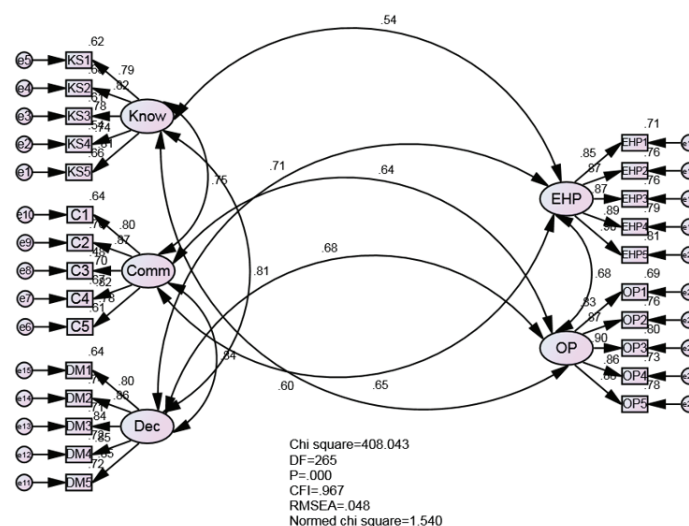 .54
.62
e5 KS1 .79
e4 KS2 .82
e3 KS3 .78 Know
e2 KS4 .74
e1 KS5
.66
.71
.64
.75
.64
e10 C1 .80
e9 C2 .87
e8 C3 .70 Comm
e7 C4 .82
e6 C5 .78
.61
.68
.81
.84
.60
.65
.64
e15 DM1 .80
e14 DM2 .86
e13 DM3 .84 Dec
e12 DM4 .85
e11 DM5
.72
.71
.85 EHP1
.76
.87 EHP2
.76
EHP .87 EHP3
.79
.89 EHP4
.81
EHP5
.68
.69
.83 OP1
.76
.87 OP2
.80
OP .90 OP3
.73
.86 OP4
.78
OP5
Chi square=408.043
DF=265
P=.000
CFI=.967
RMSEA=.048
Normed chi square=1.540